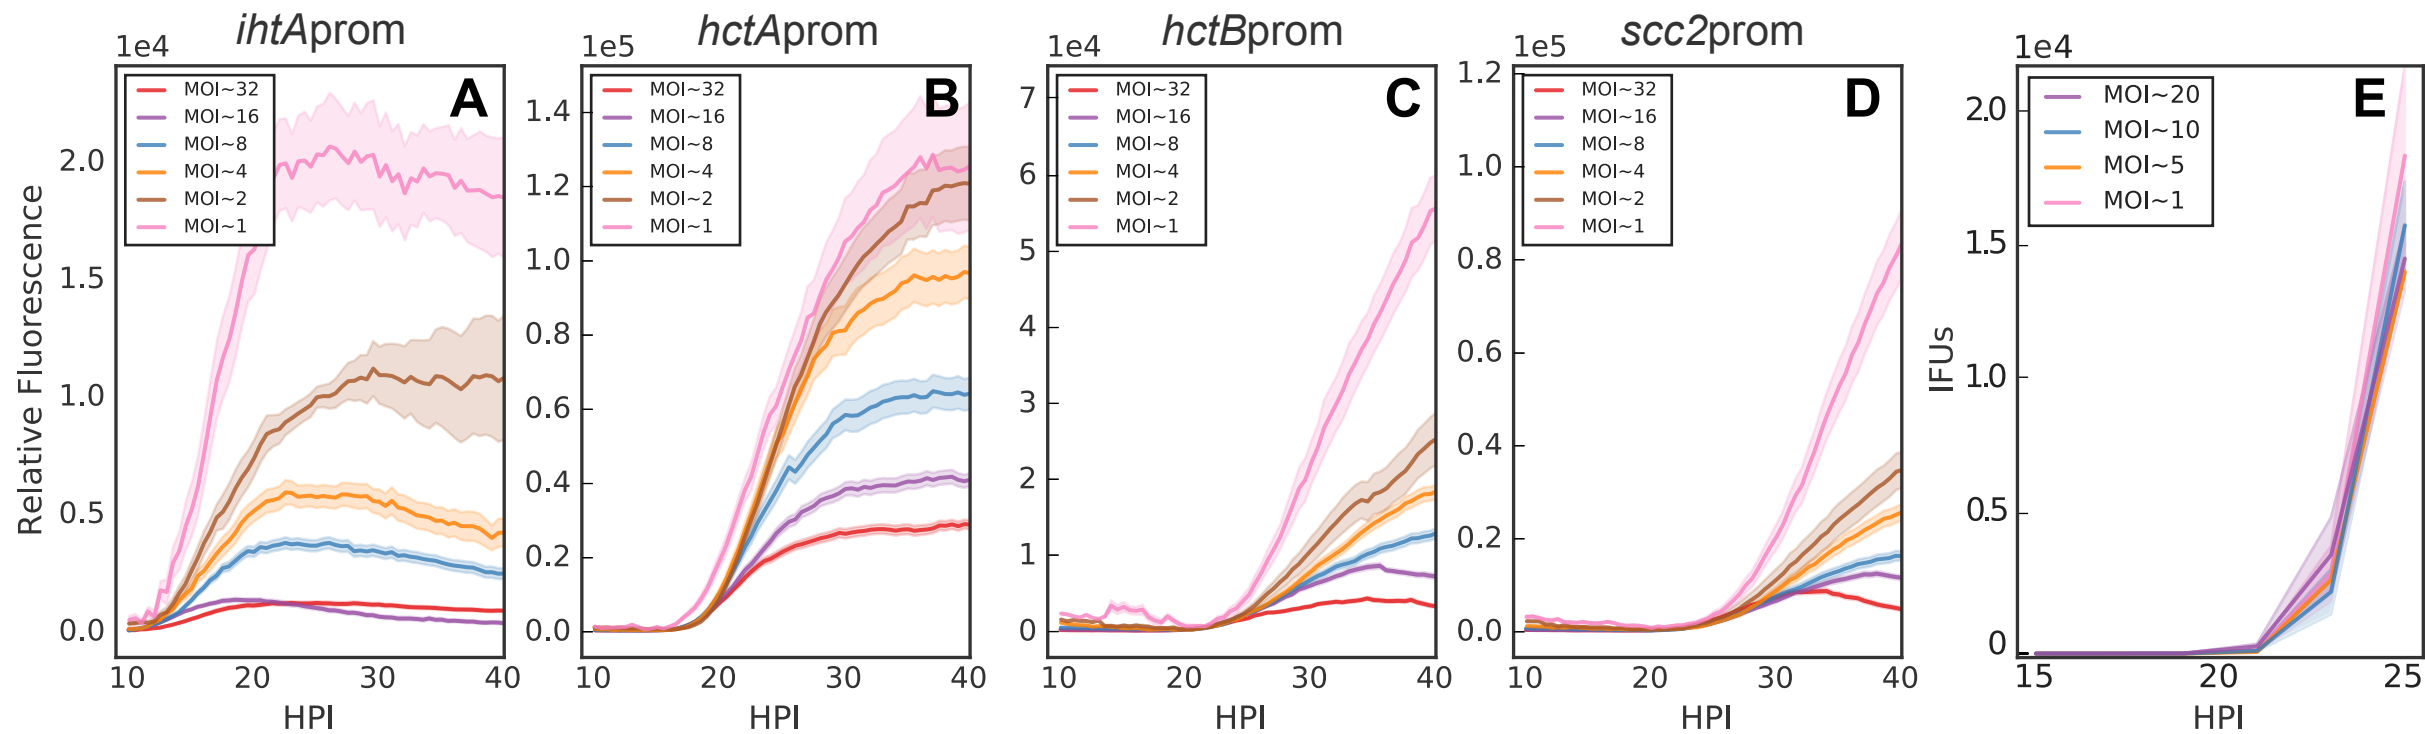 ihtAprom
hctAprom
hctBprom
scc2prom
1e4
1e5
1e4
1e5
1e4
A
MOI~32
MOI~16
MOI~8
MOI~4
MOI~2
MOI~1
2.0
1.5
1.0
0.5
0.0
Relative Fluorescence
10 20 30 40
HPI
B
MOI~32
MOI~16
MOI~8
MOI~4
MOI~2
MOI~1
1.4
1.2
1.0
0.8
0.6
0.4
0.2
0.0
10 20 30 40
HPI
C
MOI~32
MOI~16
MOI~8
MOI~4
MOI~2
MOI~1
7
6
5
4
3
2
1
0
10 20 30 40
HPI
D
MOI~32
MOI~16
MOI~8
MOI~4
MOI~2
MOI~1
1.2
1.0
0.8
0.6
0.4
0.2
0.0
10 20 30 40
HPI
E
MOI~20
MOI~10
MOI~5
MOI~1
2.0
1.5
1.0
0.5
0
IFUs
15 20 25
HPI